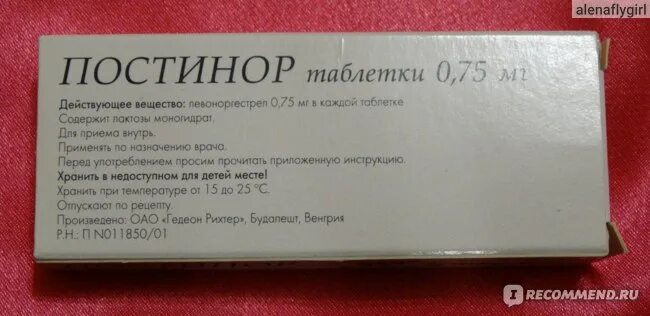 alenaflygirl
ПОСТИНОР таблетки 0,75 мг
Действующее вещество: левоноргестрел 0,75 мг в каждой таблетке
Содержит лактозы моногидрат.
Для приема внутрь.
Применять по назначению врача.
Перед употреблением просим прочитать приложенную инструкцию.
Хранить в недоступном для детей месте!
Хранить при температуре от 15 до 25 °С.
Отпускают по рецепту.
Произведено: ОАО "Гедеон Рихтер", Будапешт, Венгрия
Р.Н.: П N011850/01
IRECOMMEND.RU